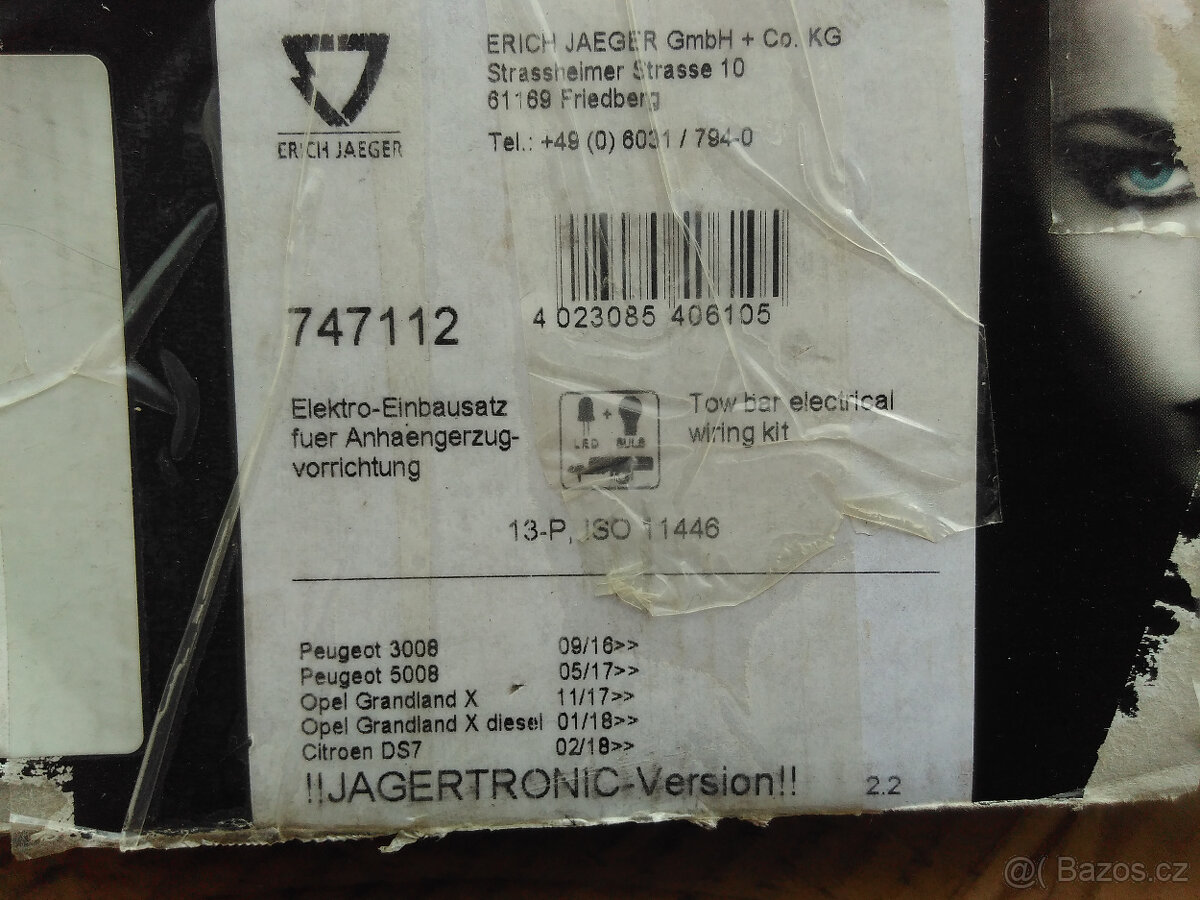 ERICH JAEGER
ERICH JAEGER GmbH + Co. KG
Strassheimer Strasse 10
61169 Friedberg
Tel.: +49 (0) 6031 / 794-0
747112
4 023085 406105
Elektro-Einbausatz
fuer Anhaengerzug-
vorrichtung
LED + BULB
Tow bar electrical
wiring kit
13-P, ISO 11446
Peugeot 3008 09/16>>
Peugeot 5008 05/17>>
Opel Grandland X 11/17>>
Opel Grandland X diesel 01/18>>
Citroen DS7 02/18>>
!!JAGERTRONIC-Version!! 2.2
@( Bazos.cz